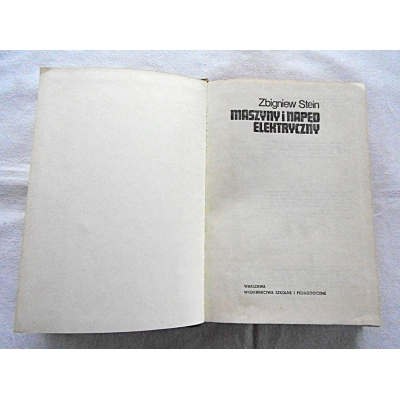 Zbigniew Stein
MASZYNY i NAPĘD
ELEKTRYCZNY
WARSZAWA
WYDAWNICTWA SZKOLNE I PEDAGOGICZNE